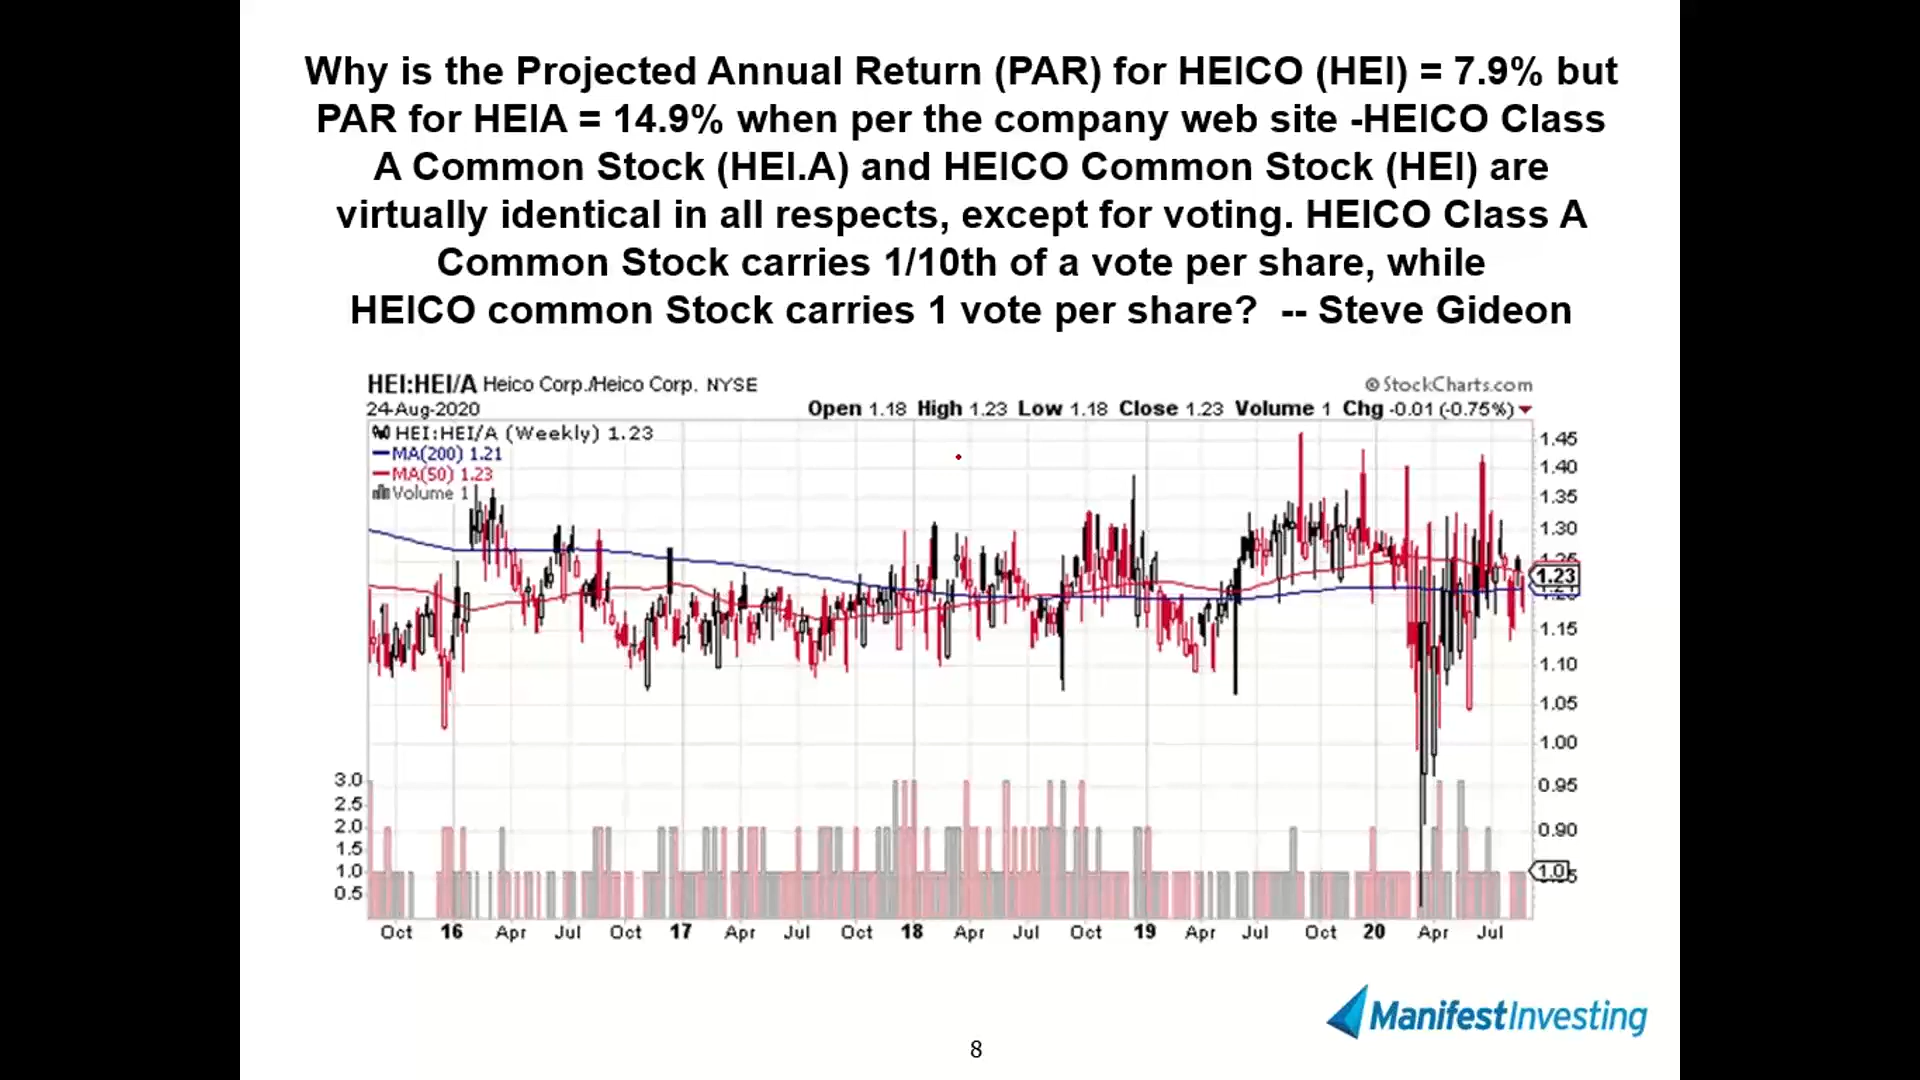 Why is the Projected Annual Return (PAR) for HEICO (HEI) = 7.9% but
PAR for HEIA = 14.9% when per the company web site -HEICO Class
A Common Stock (HEI.A) and HEICO Common Stock (HEI) are
virtually identical in all respects, except for voting. HEICO Class A
Common Stock carries 1/10th of a vote per share, while
HEICO common Stock carries 1 vote per share?  -- Steve Gideon
HEI:HEI/A Heico Corp./Heico Corp. NYSE
© StockCharts.com
24-Aug-2020
Open 1.18 High 1.23 Low 1.18 Close 1.23 Volume 1 Chg -0.01 (-0.75%)
HEI:HEI/A (Weekly) 1.23
MA(200) 1.21
MA(50) 1.23
Volume 1
1.45
1.40
1.35
1.30
1.25
1.23
1.21
1.20
1.15
1.10
1.05
1.00
0.95
0.90
1.0
3.0
2.5
2.0
1.5
1.0
0.5
Oct 16 Apr Jul Oct 17 Apr Jul Oct 18 Apr Jul Oct 19 Apr Jul Oct 20 Apr Jul
ManifestInvesting
8